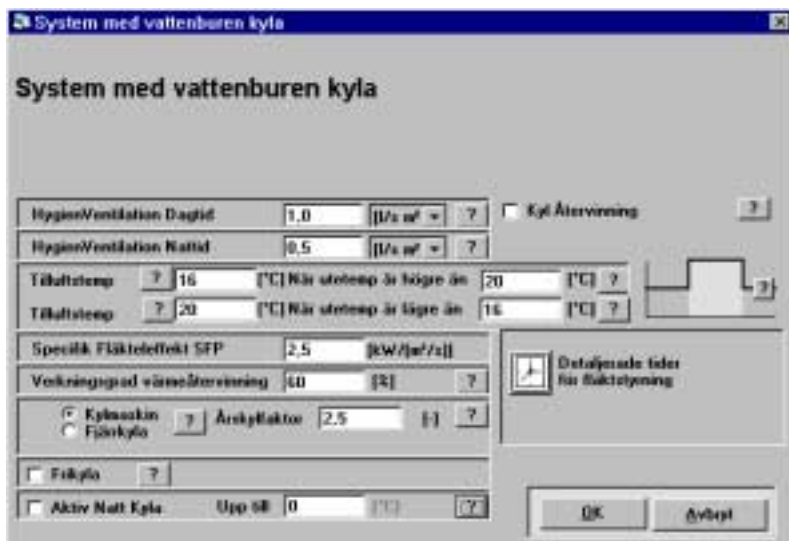 System med vattenburen kyla
System med vattenburen kyla
HygienVentilation Dagtid 1,0 [l/s m² ?
Kyl Återvinning ?
HygienVentilation Nattid 0,5 [l/s m² ?
Tilluftstemp ? 16 [°C] När utetemp är högre än 20 [°C] ?
?
Tilluftstemp ? 20 [°C] När utetemp är lägre än 16 [°C] ?
Specifik Fläkteleffekt SFP 2,5 [kW/(m³/s)]
Verkningsgrad värmeåtervinning 60 [%] ?
Detaljerade tider
för fläktstyrning
Kylmaskin
Fjärrkyla
? Årskylfaktor 2,5 [-] ?
Frikyla ?
Aktiv Natt Kyla Upp till 0 [°C] ?
OK Avbryt